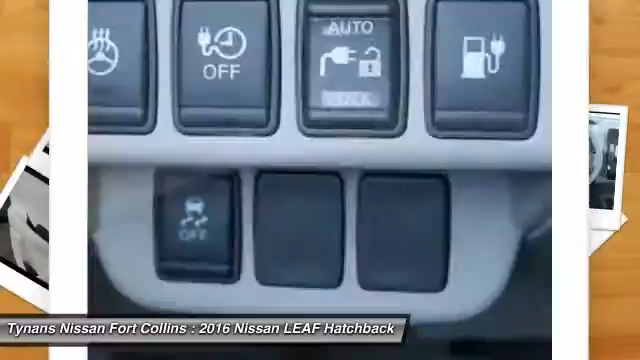 AUTO
OFF
LOCK
OFF
Tynans Nissan Fort Collins : 2016 Nissan LEAF Hatchback